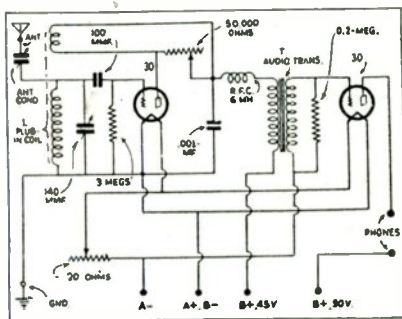 ANT
100
MMF.
30
50,000
OHMS
T
AUDIO TRANS.
0.2-MEG.
30
ANT
COND
L
PLUG-
IN COIL
R.F.C.
6 MH
.001-
MF
140
MMF
3 MEGS
PHONES
20 OHMS
GND
A-
A+, B-
B+,45V
B+,90V.